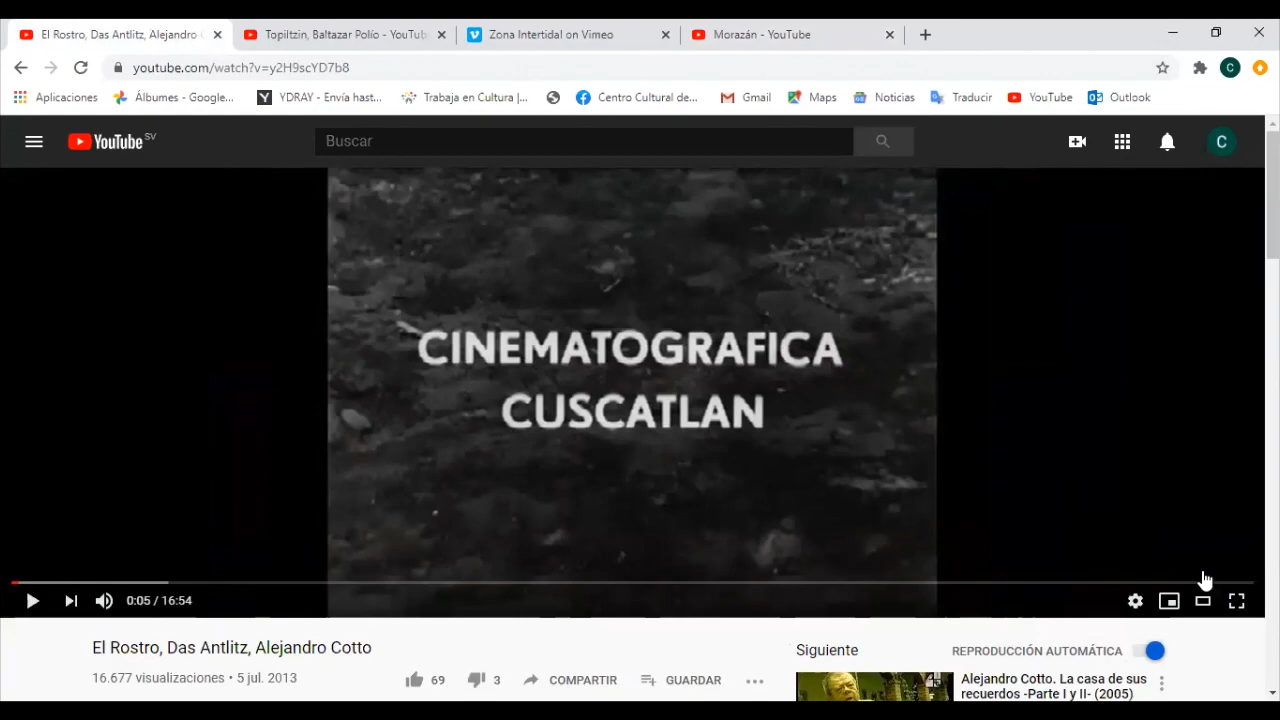 El Rostro, Das Antlitz, Alejandro
Topiltzin, Baltazar Polío - YouTub
Zona Intertidal on Vimeo
Morazán - YouTube
youtube.com/watch?v=y2H9scYD7b8
C
Aplicaciones
Álbumes - Google...
YDRAY - Envía hast...
Trabaja en Cultura |...
Centro Cultural de...
Gmail
Maps
Noticias
Traducir
YouTube
Outlook
YouTube SV
Buscar
C
CINEMATOGRAFICA
CUSCATLAN
0:05 / 16:54
El Rostro, Das Antlitz, Alejandro Cotto
16.677 visualizaciones • 5 jul. 2013
69
3
COMPARTIR
GUARDAR
Siguiente
REPRODUCCIÓN AUTOMÁTICA
Alejandro Cotto. La casa de sus
recuerdos -Parte I y II- (2005)